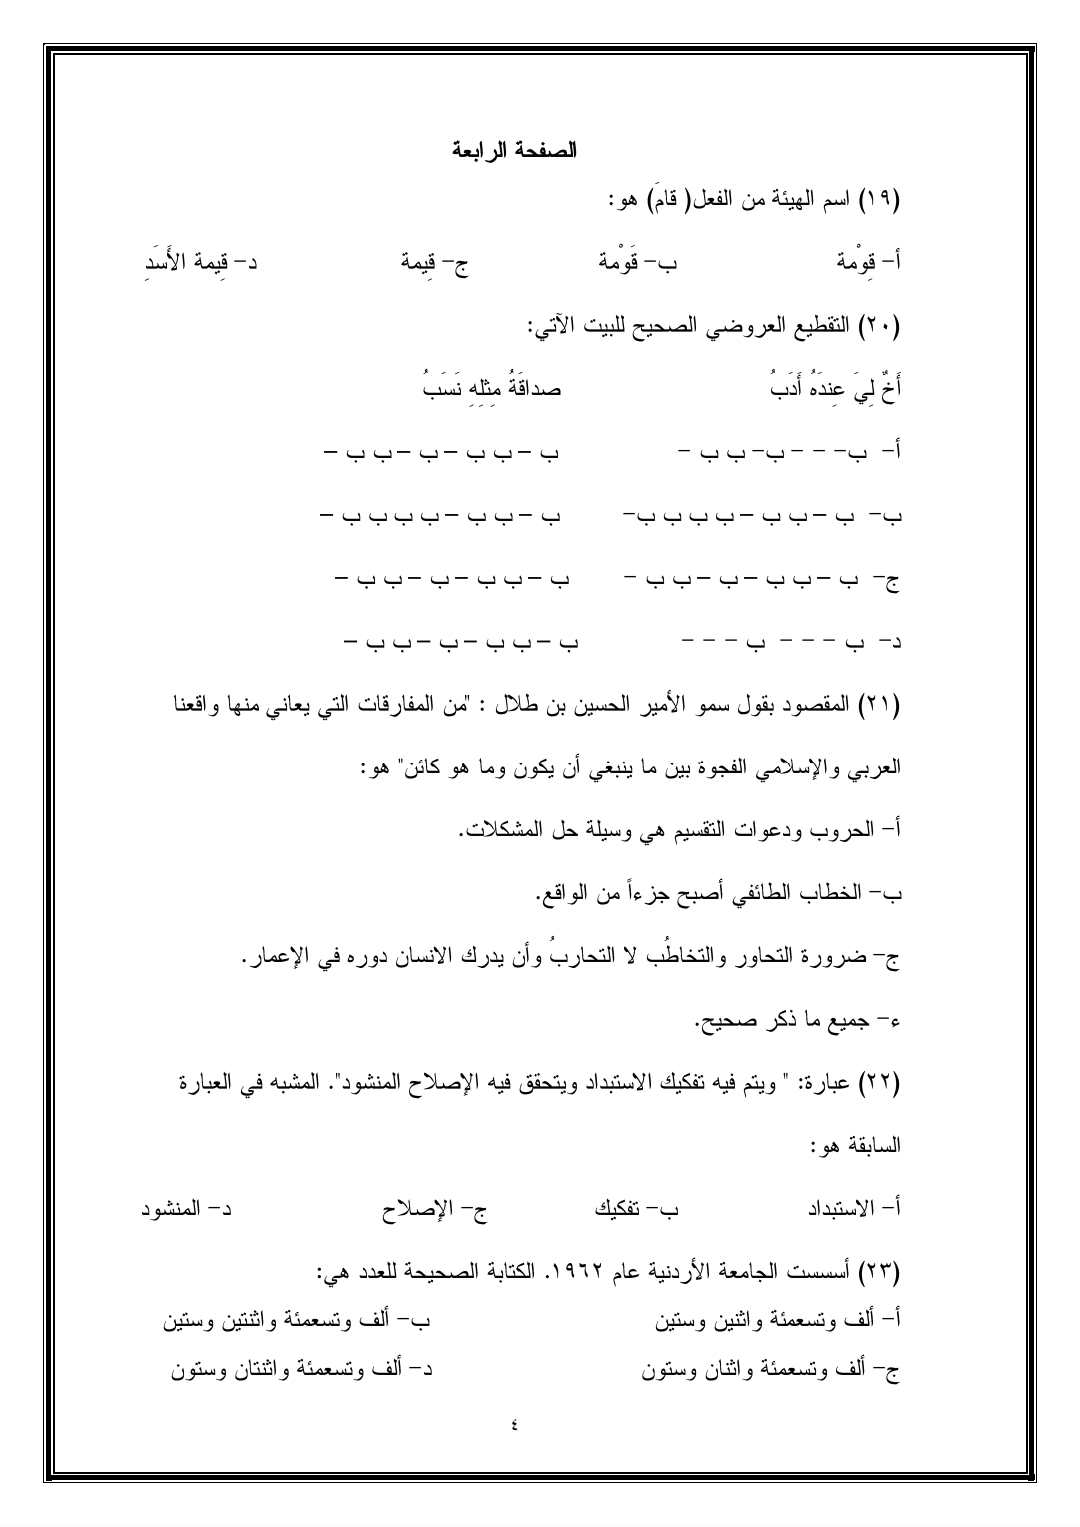 الصفحة الرابعة
(١٩) اسم الهيئة من الفعل( قامَ) هو:
أ- قِوْمة ب- قَوْمة ج- قِيمة د- قِيمة الأَسَدِ
(٢٠) التقطيع العروضي الصحيح للبيت الآتي:
أَخٌ لِيَ عِندَهُ أَدَبُ صداقَةُ مِثلِهِ نَسَبُ
أ- ب- - - ب- ب ب - ب – ب ب – ب – ب ب –
ب- ب – ب ب – ب ب ب ب- ب – ب ب – ب ب ب ب –
ج- ب – ب ب – ب – ب ب - ب – ب ب – ب – ب ب –
د- ب - - - ب - - - ب – ب ب – ب – ب ب –
(٢١) المقصود بقول سمو الأمير الحسين بن طلال : "من المفارقات التي يعاني منها واقعنا
العربي والإسلامي الفجوة بين ما ينبغي أن يكون وما هو كائن" هو:
أ- الحروب ودعوات التقسيم هي وسيلة حل المشكلات.
ب- الخطاب الطائفي أصبح جزءاً من الواقع.
ج- ضرورة التحاور والتخاطُب لا التحاربُ وأن يدرك الانسان دوره في الإعمار.
ء- جميع ما ذكر صحيح.
(٢٢) عبارة: " ويتم فيه تفكيك الاستبداد ويتحقق فيه الإصلاح المنشود". المشبه في العبارة
السابقة هو:
أ- الاستبداد ب- تفكيك ج- الإصلاح د- المنشود
(٢٣) أسسست الجامعة الأردنية عام ١٩٦٢. الكتابة الصحيحة للعدد هي:
أ- ألف وتسعمئة واثنين وستين ب- ألف وتسعمئة واثنتين وستين
ج- ألف وتسعمئة واثنان وستون د- ألف وتسعمئة واثنتان وستون
٤